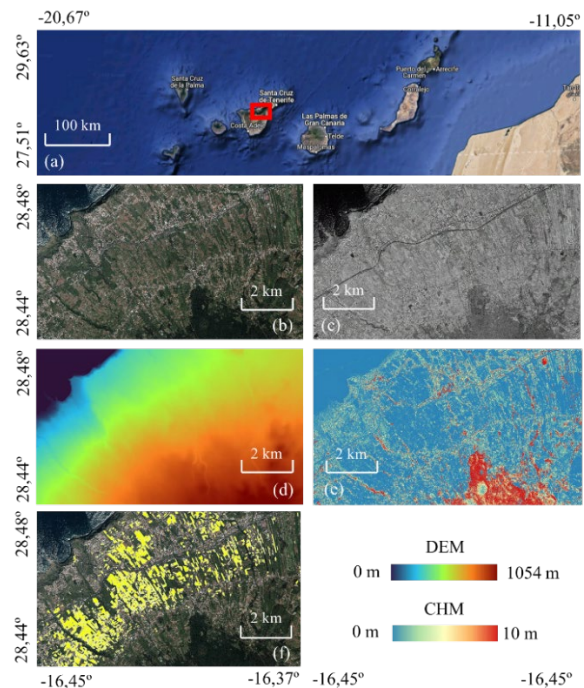 -20,67º -11,05º
29,63º
27,51º
Santa Cruz
de la Palma
Santa Cruz
de Tenerife
Costa Adeje
Las Palmas de
Gran Canaria
Telde
Maspalomas
Puerto del
Carmen
Arrecife
100 km
(a)
28,48º
28,44º
2 km
(b)
2 km
(c)
28,48º
28,44º
2 km
(d)
2 km
(e)
28,48º
28,44º
2 km
(f)
DEM
0 m 1054 m
CHM
0 m 10 m
-16,45º -16,37º -16,45º -16,45º